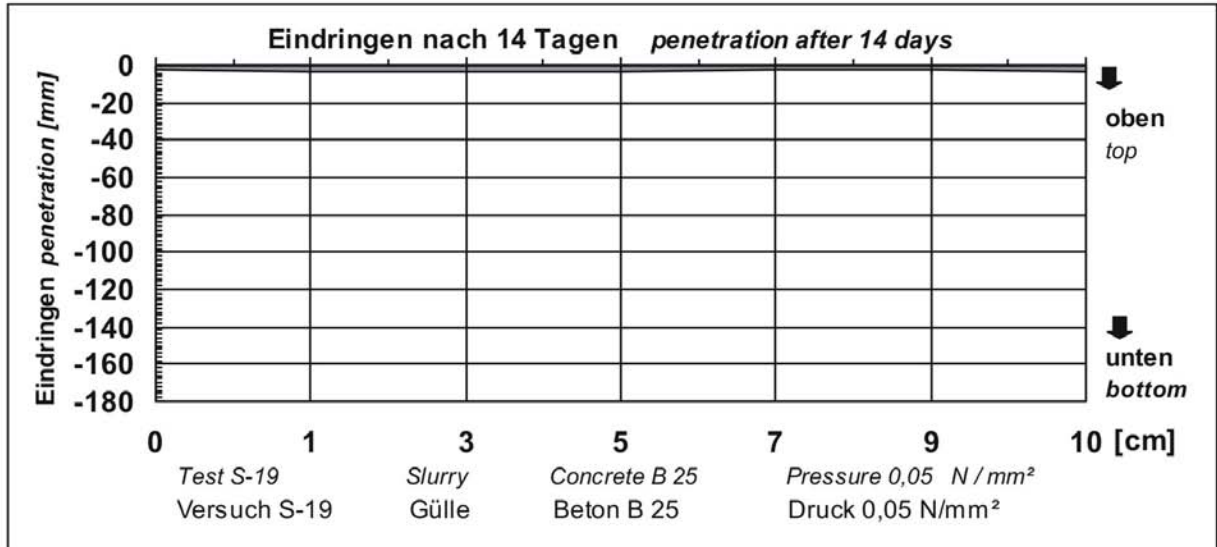 Eindringen nach 14 Tagen penetration after 14 days
Eindringen penetration [mm]
0
-20
-40
-60
-80
-100
-120
-140
-160
-180
oben
top
unten
bottom
0 1 3 5 7 9 10 [cm]
Test S-19 Slurry Concrete B 25 Pressure 0,05 N / mm²
Versuch S-19 Gülle Beton B 25 Druck 0,05 N/mm²